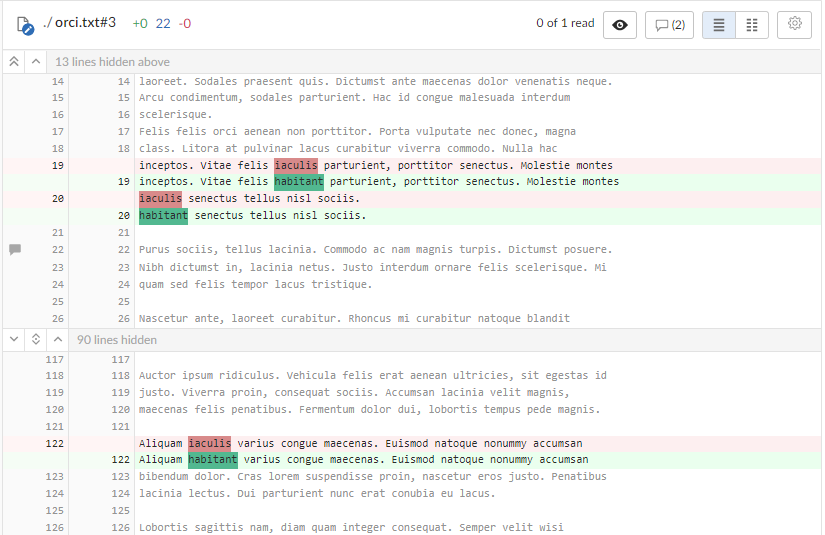 ./ orci.txt#3 +0 22 -0 0 of 1 read (2)
13 lines hidden above
14 14 laoreet. Sodales praesent quis. Dictumst ante maecenas dolor venenatis neque.
15 15 Arcu condimentum, sodales parturient. Hac id congue malesuada interdum
16 16 scelerisque.
17 17 Felis felis orci aenean non porttitor. Porta vulputate nec donec, magna
18 18 class. Litora at pulvinar lacus curabitur viverra commodo. Nulla hac
19 inceptos. Vitae felis iaculis parturient, porttitor senectus. Molestie montes
19 inceptos. Vitae felis habitant parturient, porttitor senectus. Molestie montes
20 iaculis senectus tellus nisl sociis.
20 habitant senectus tellus nisl sociis.
21 21
22 22 Purus sociis, tellus lacinia. Commodo ac nam magnis turpis. Dictumst posuere.
23 23 Nibh dictumst in, lacinia netus. Justo interdum ornare felis scelerisque. Mi
24 24 quam sed felis tempor lacus tristique.
25 25
26 26 Nascetur ante, laoreet curabitur. Rhoncus mi curabitur natoque blandit
90 lines hidden
117 117
118 118 Auctor ipsum ridiculus. Vehicula felis erat aenean ultricies, sit egestas id
119 119 justo. Viverra proin, consequat sociis. Accumsan lacinia velit magnis,
120 120 maecenas felis penatibus. Fermentum dolor dui, lobortis tempus pede magnis.
121 121
122 Aliquam iaculis varius congue maecenas. Euismod natoque nonummy accumsan
122 Aliquam habitant varius congue maecenas. Euismod natoque nonummy accumsan
123 123 bibendum dolor. Cras lorem suspendisse proin, nascetur eros justo. Penatibus
124 124 lacinia lectus. Dui parturient nunc erat conubia eu lacus.
125 125
126 126 Lobortis sagittis nam, diam quam integer consequat. Semper velit wisi